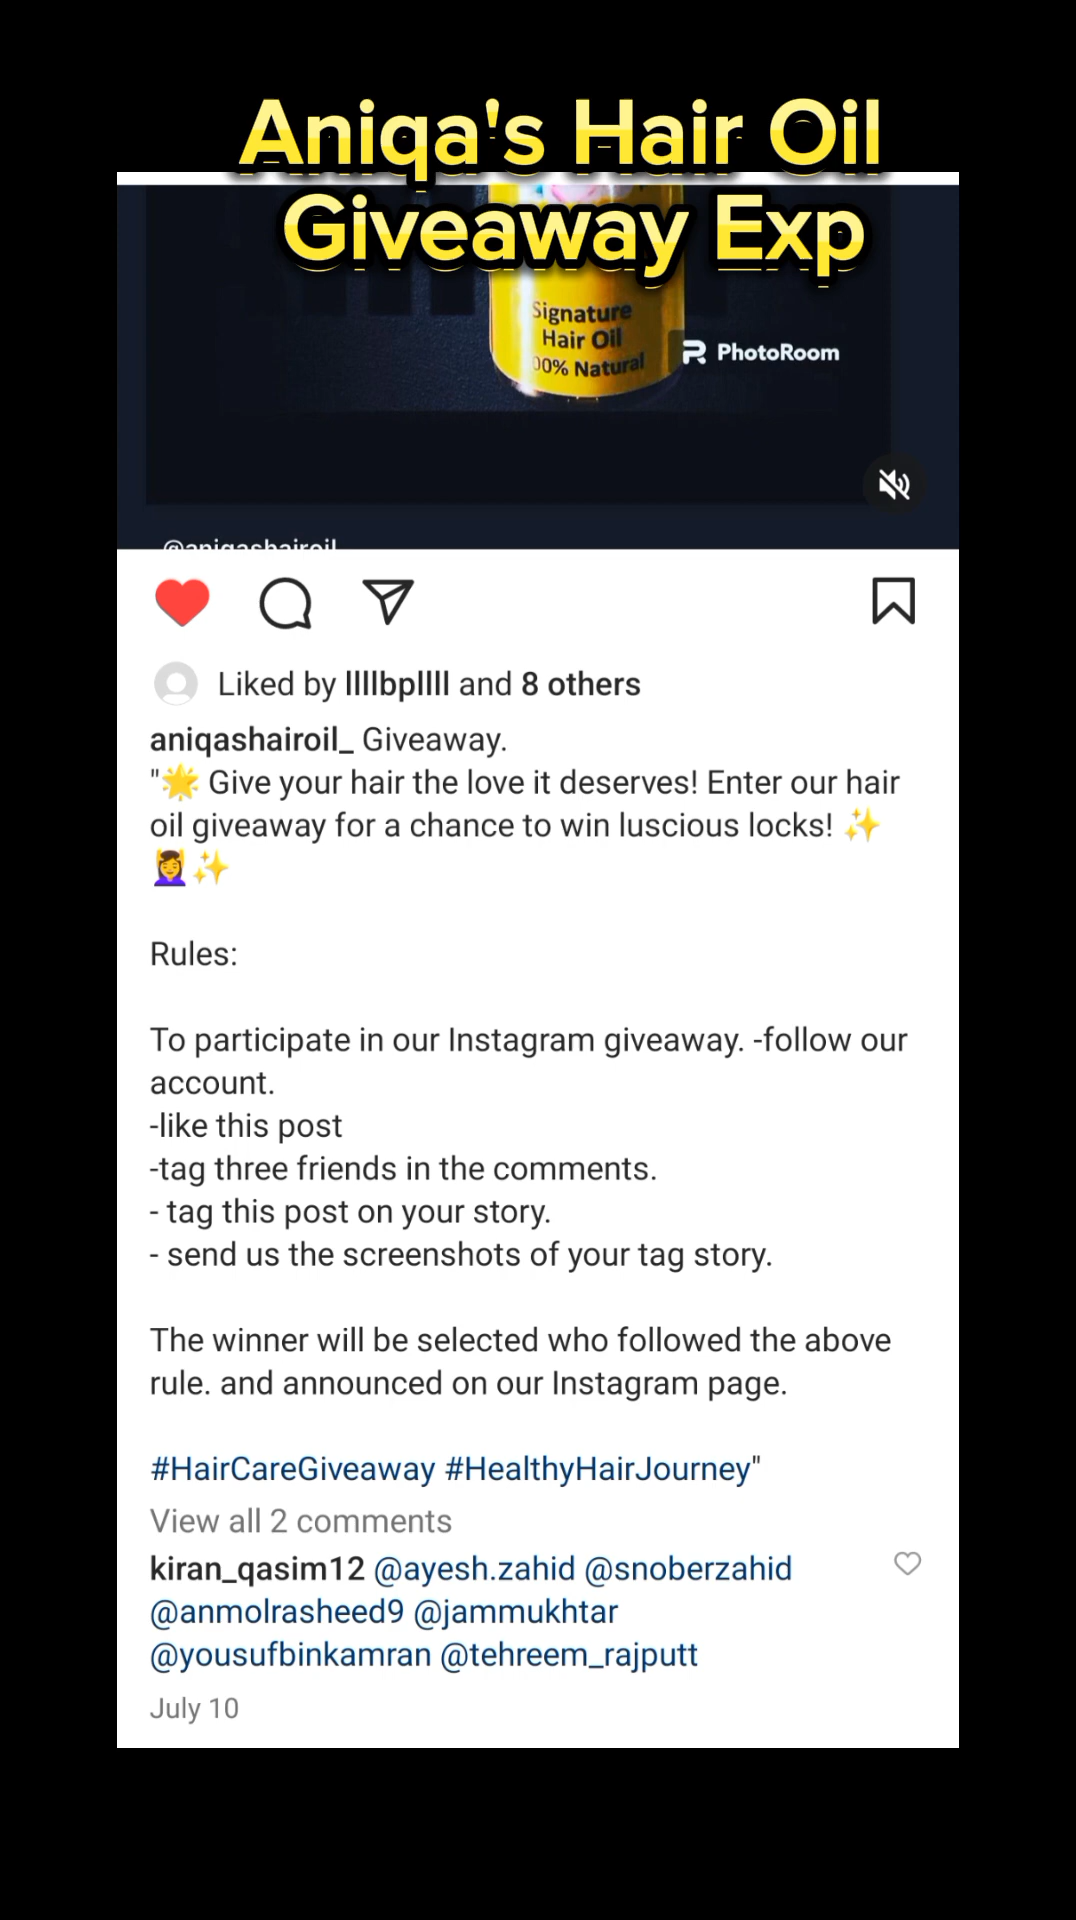 Aniqa's Hair Oil
Giveaway Exp
Signature
Hair Oil
00% Natural
PhotoRoom
@aniqashairoil
Liked by llllbpllll and 8 others
aniqashairoil_ Giveaway.
"🌟 Give your hair the love it deserves! Enter our hair
oil giveaway for a chance to win luscious locks! ✨
💆‍♀️✨
Rules:
To participate in our Instagram giveaway. -follow our
account.
-like this post
-tag three friends in the comments.
- tag this post on your story.
- send us the screenshots of your tag story.
The winner will be selected who followed the above
rule. and announced on our Instagram page.
#HairCareGiveaway #HealthyHairJourney"
View all 2 comments
kiran_qasim12 @ayesh.zahid @snoberzahid
@anmolrasheed9 @jammukhtar
@yousufbinkamran @tehreem_rajputt
July 10